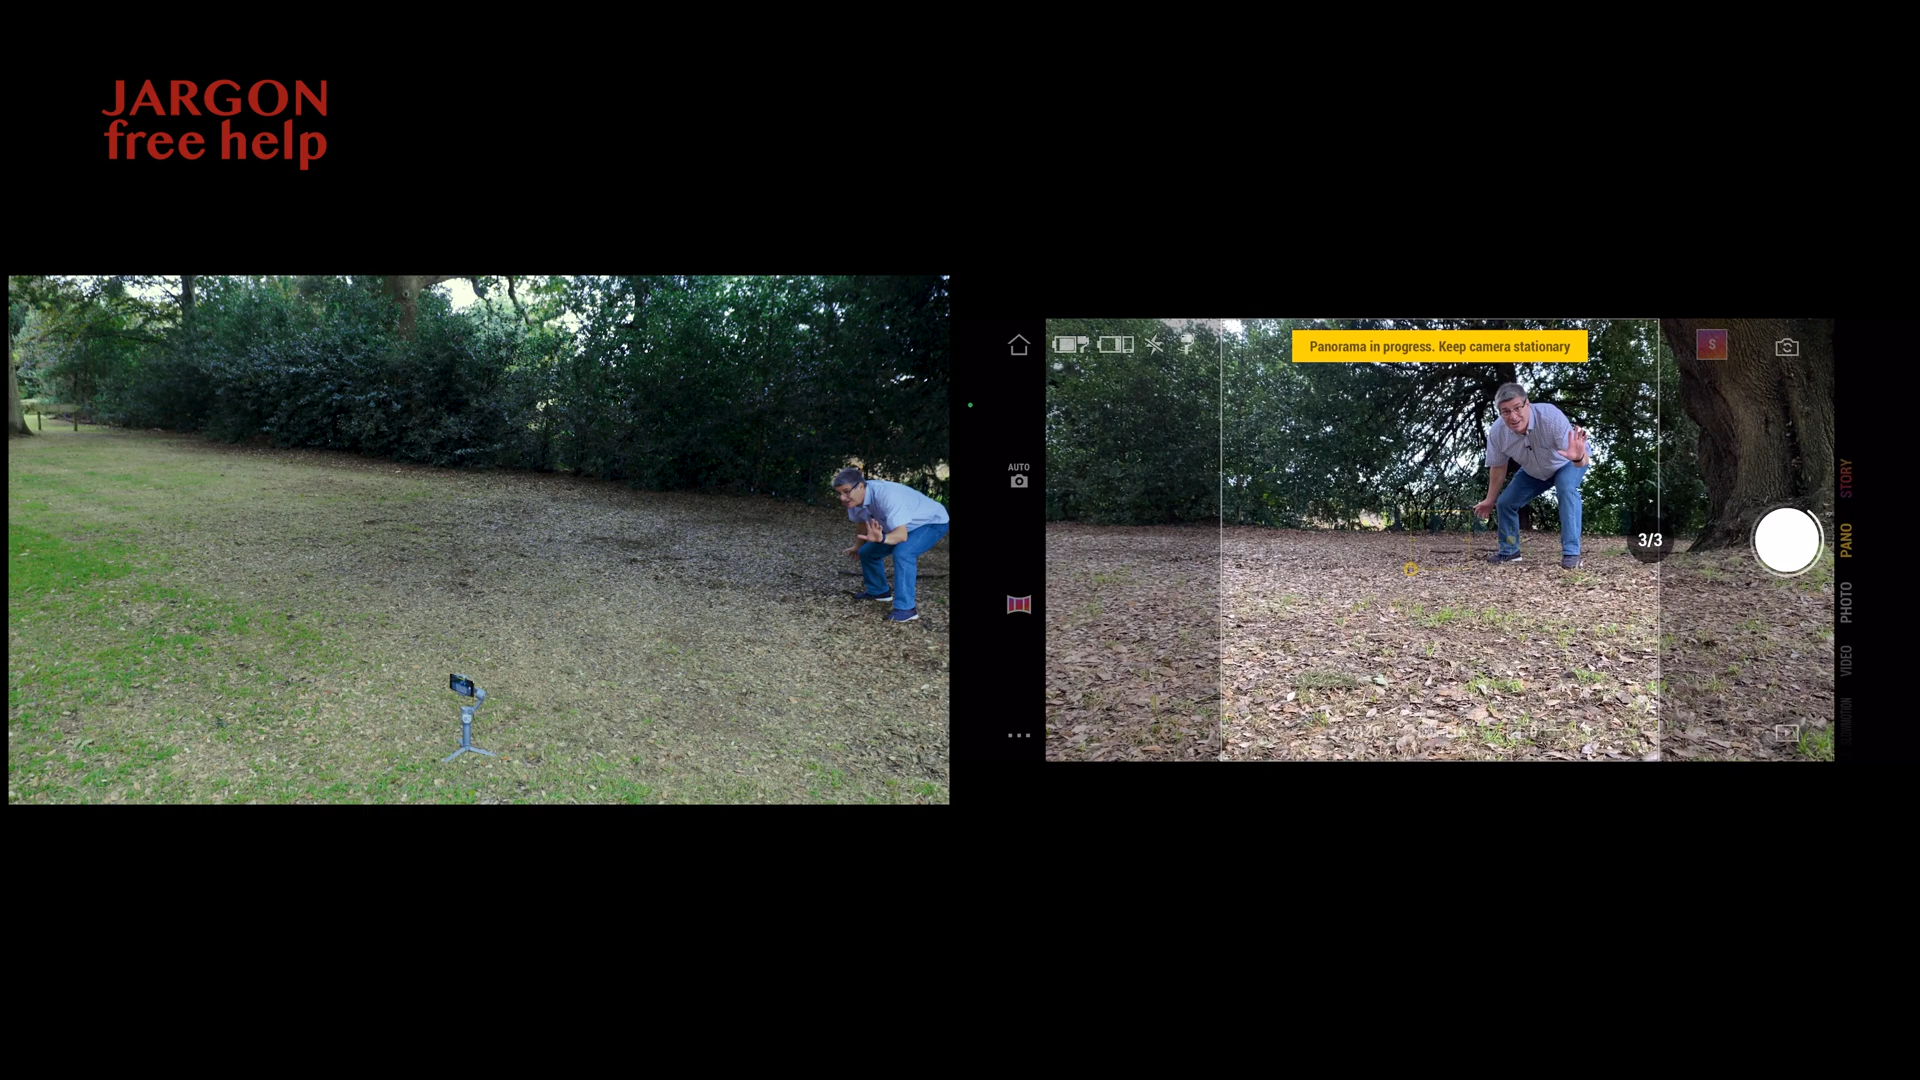 JARGON
free help
Panorama in progress. Keep camera stationary
S
AUTO
3/3
STORY
PANO
PHOTO
VIDEO